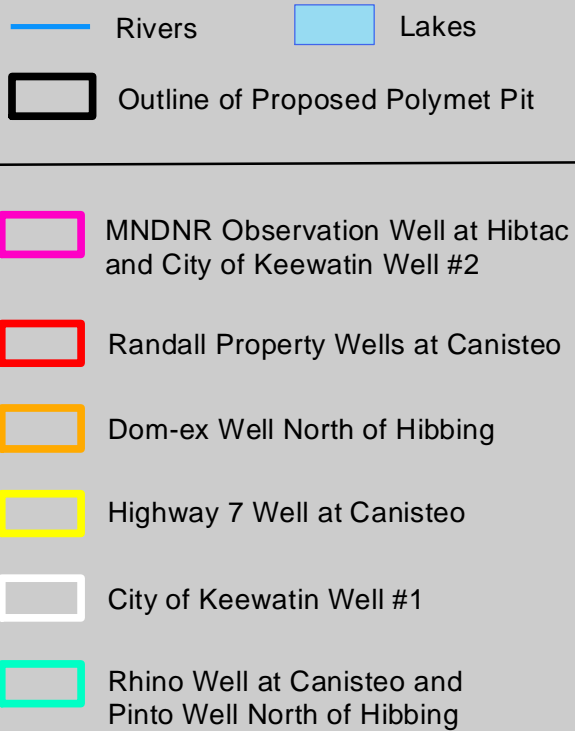 Rivers
Lakes
Outline of Proposed Polymet Pit
MNDNR Observation Well at Hibtac
and City of Keewatin Well #2
Randall Property Wells at Canisteo
Dom-ex Well North of Hibbing
Highway 7 Well at Canisteo
City of Keewatin Well #1
Rhino Well at Canisteo and
Pinto Well North of Hibbing